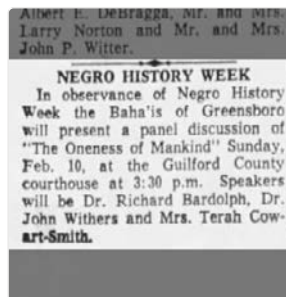 Albert E. DeBragga, Mr. and Mrs.
Larry Norton and Mr. and Mrs.
John P. Witter.
NEGRO HISTORY WEEK
In observance of Negro History
Week the Baha'is of Greensboro
will present a panel discussion of
"The Oneness of Mankind" Sunday,
Feb. 10, at the Guilford County
courthouse at 3:30 p.m. Speakers
will be Dr. Richard Bardolph, Dr.
John Withers and Mrs. Terah Cow-
art-Smith.